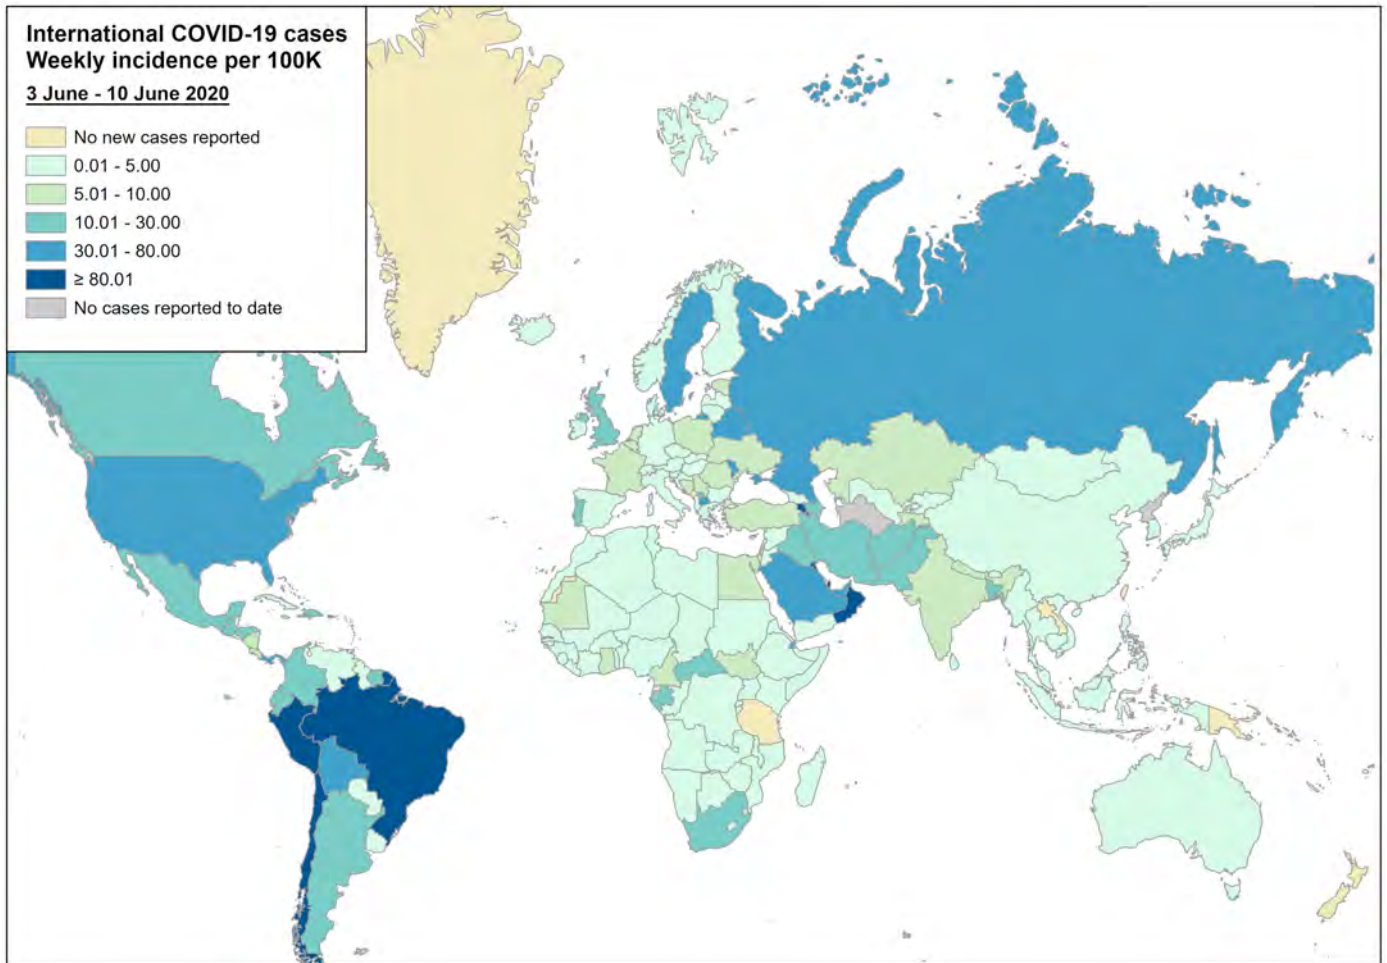 International COVID-19 cases
Weekly incidence per 100K
3 June - 10 June 2020
No new cases reported
0.01 - 5.00
5.01 - 10.00
10.01 - 30.00
30.01 - 80.00
≥ 80.01
No cases reported to date